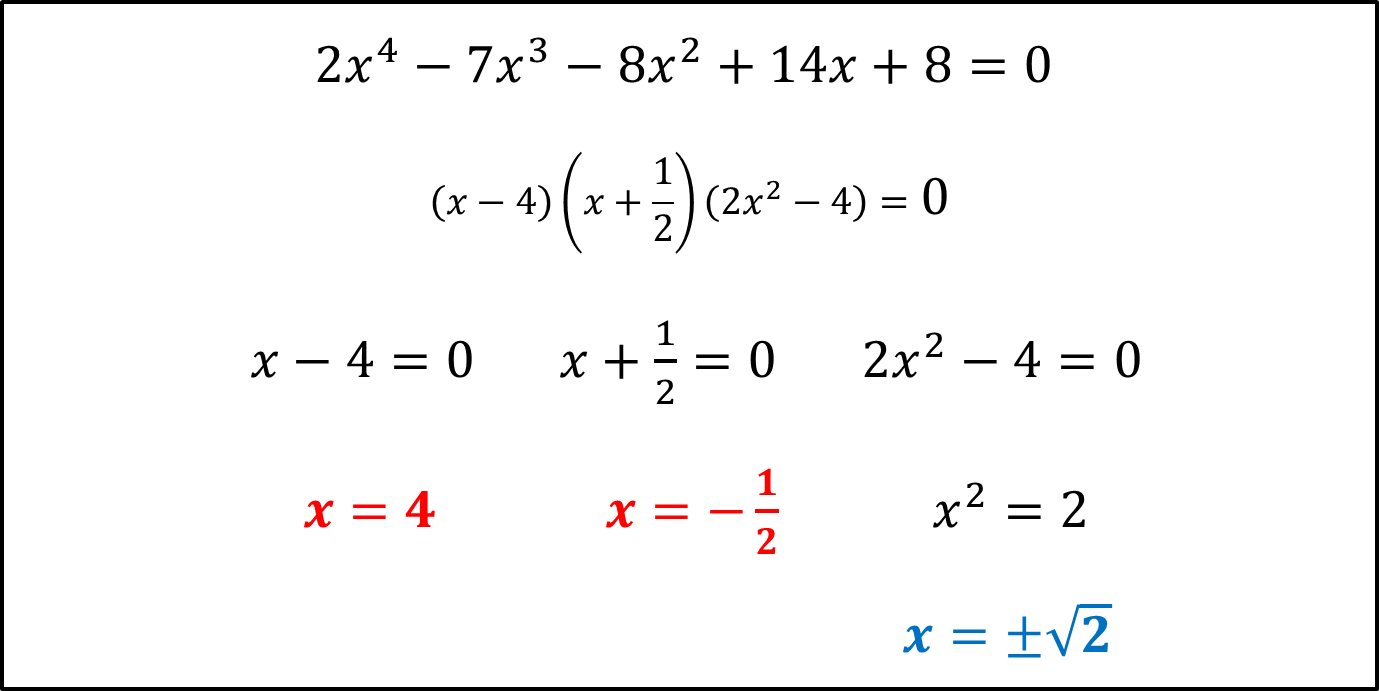 2x⁴ − 7x³ − 8x² + 14x + 8 = 0
(x − 4)(x + 1/2)(2x² − 4) = 0
x − 4 = 0 x + 1/2 = 0 2x² − 4 = 0
x = 4 x = −1/2 x² = 2
x = ±√2